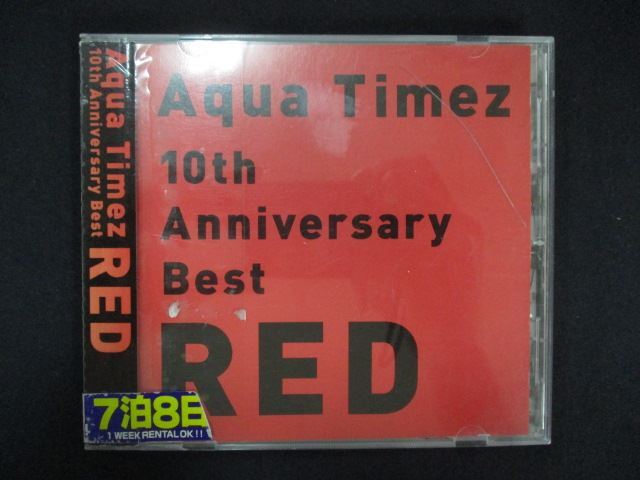 Aqua Timez
10th Anniversary Best
RED
Aqua Timez
10th
Anniversary
Best
RED
7泊8日
1 WEEK RENTAL OK!!